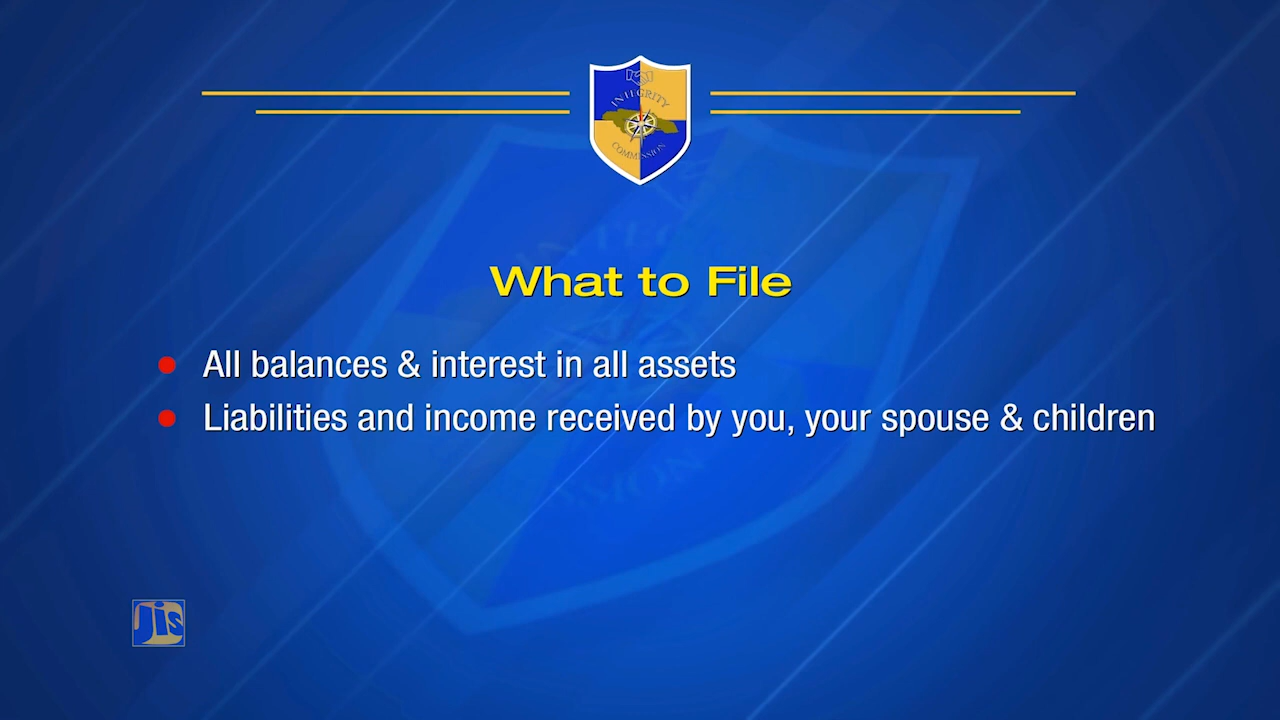 INTEGRITY
COMMISSION
What to File
All balances & interest in all assets
Liabilities and income received by you, your spouse & children
Jis